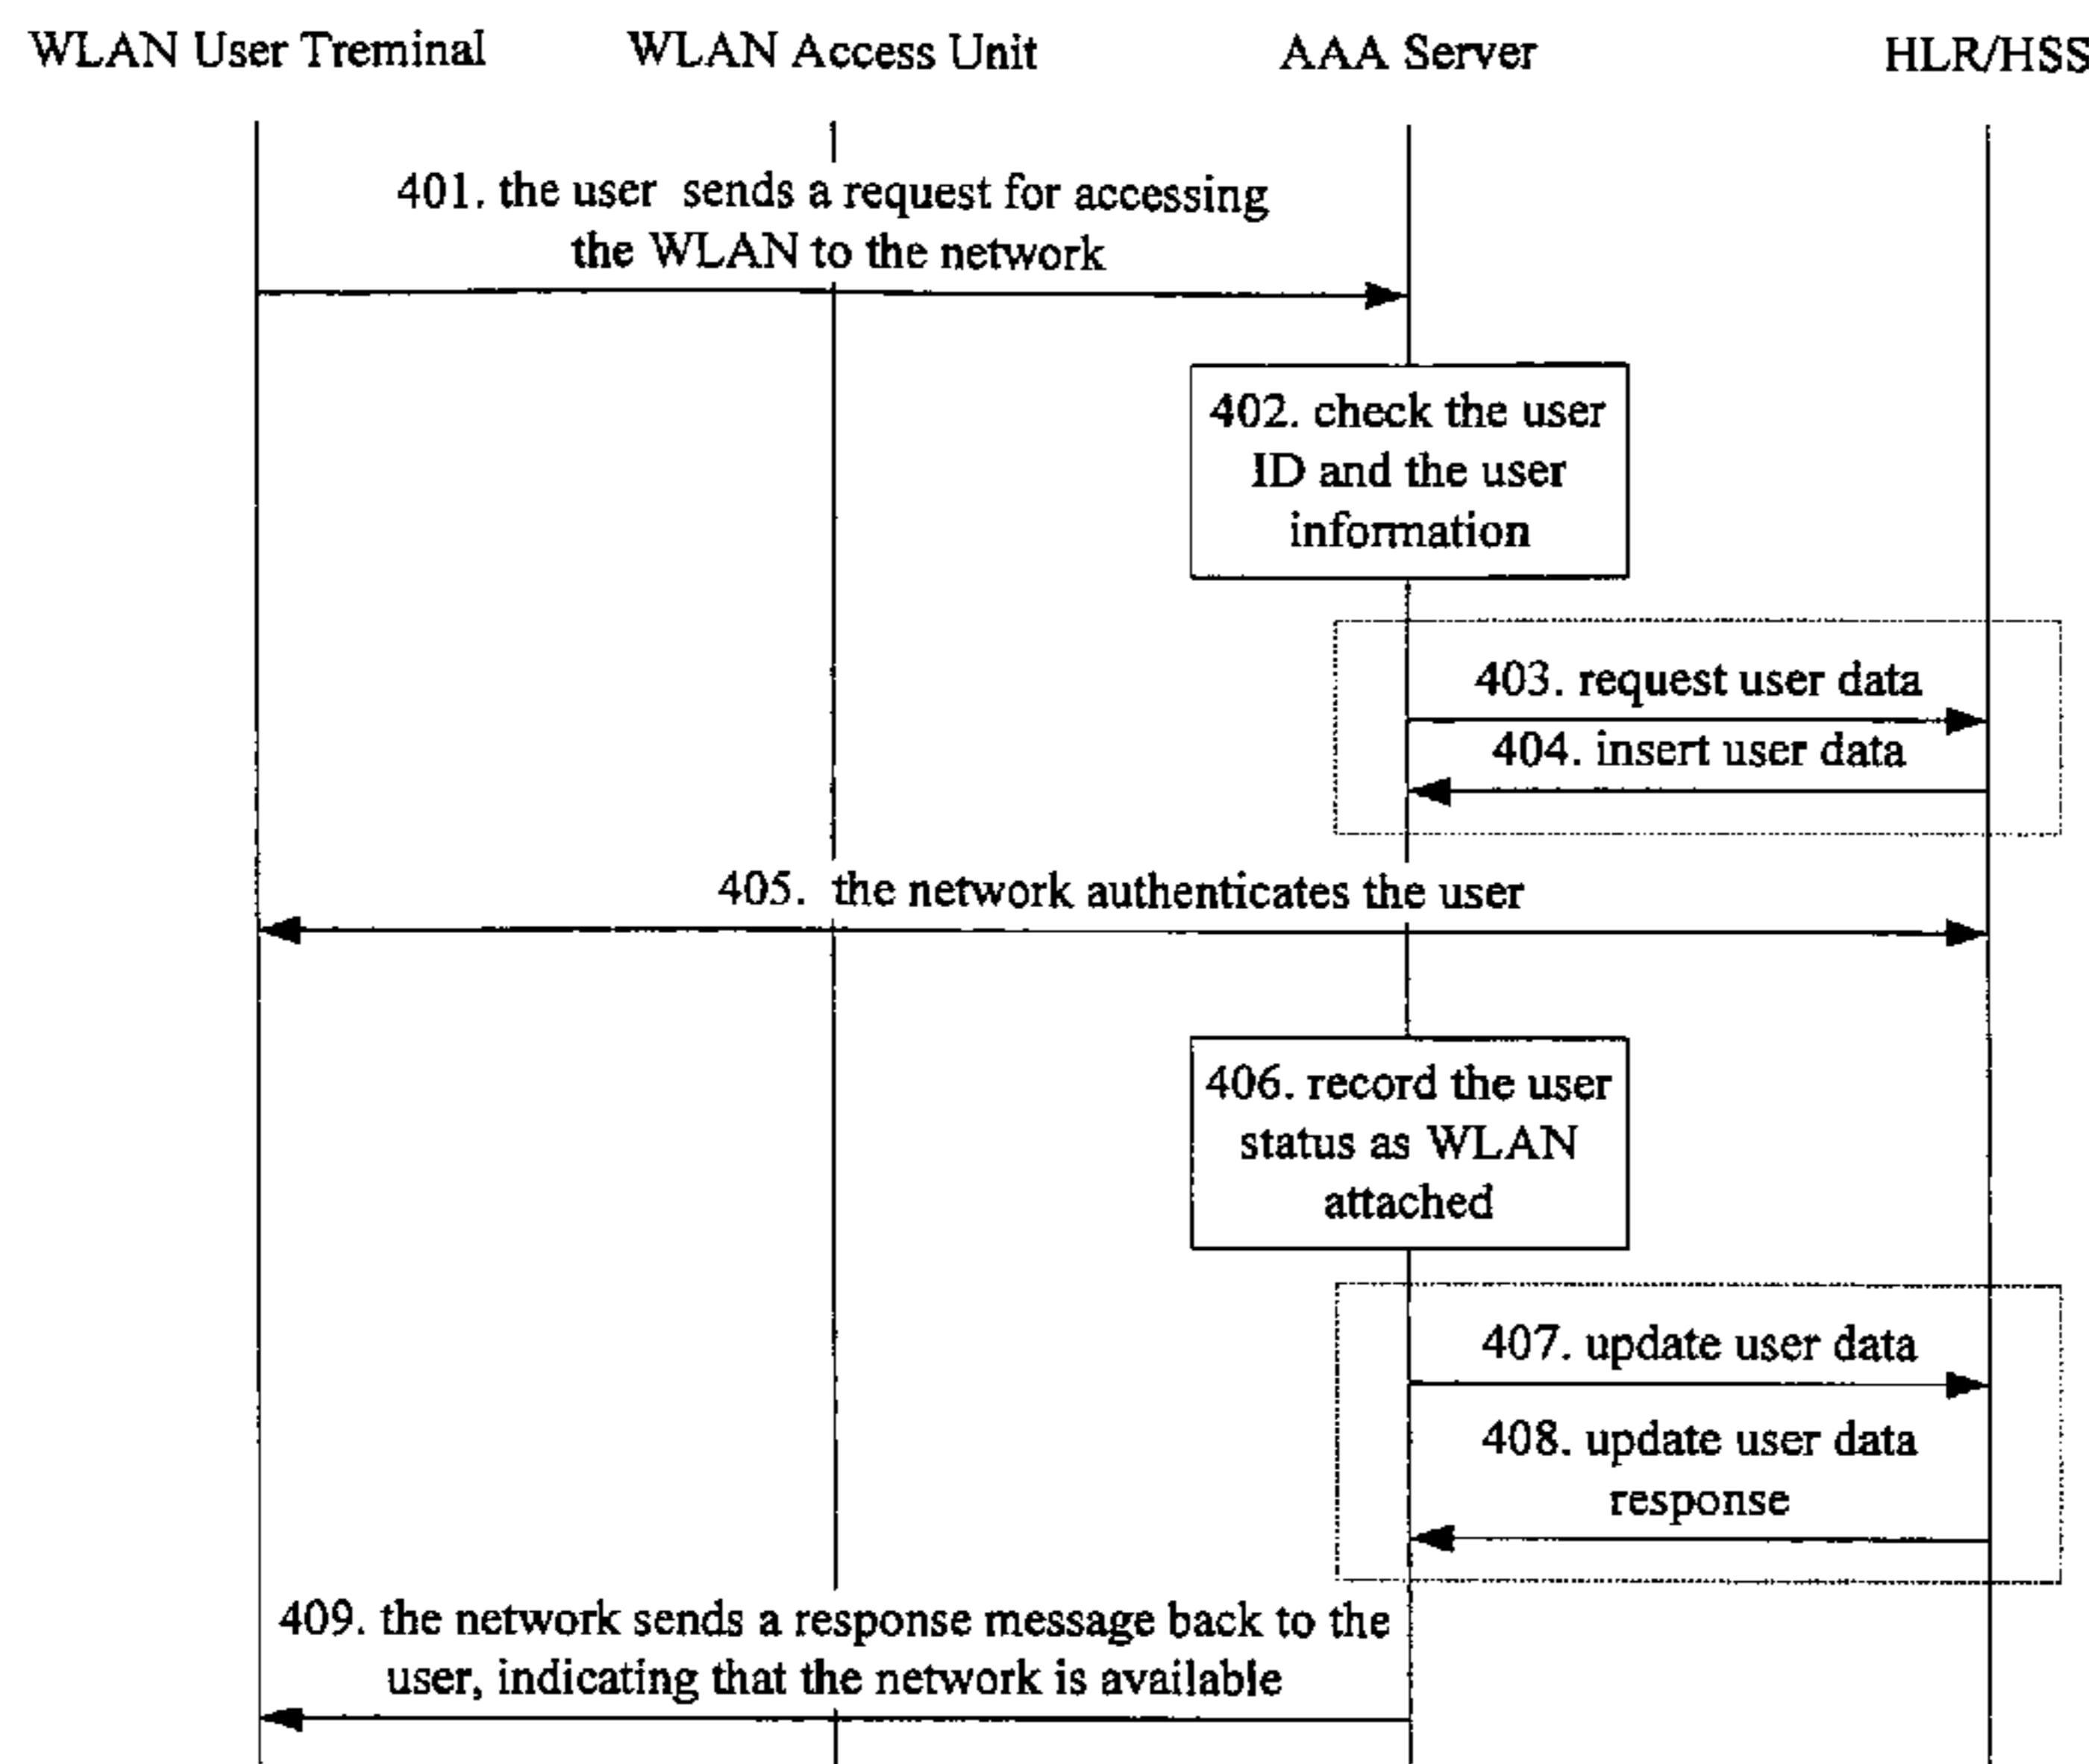 WLAN User Treminal
WLAN Access Unit
AAA Server
HLR/HSS
401. the user sends a request for accessing
the WLAN to the network
402. check the user
ID and the user
information
403. request user data
404. insert user data
405. the network authenticates the user
406. record the user
status as WLAN
attached
407. update user data
408. update user data
response
409. the network sends a response message back to the
user, indicating that the network is available